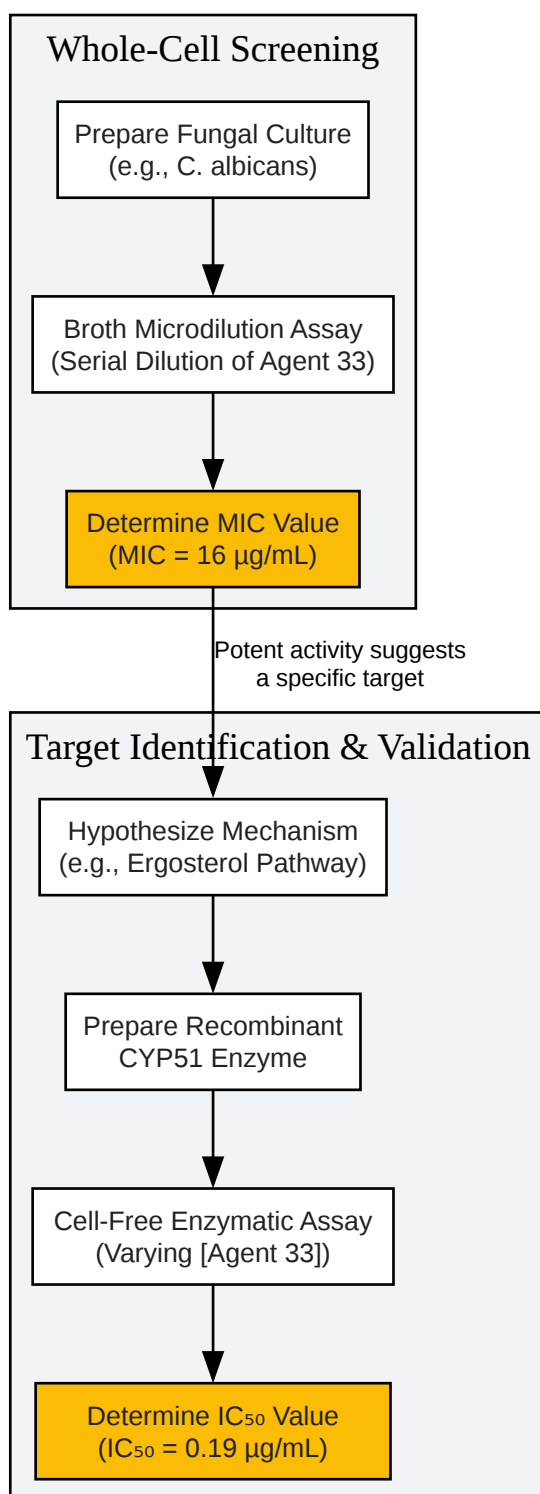 Whole-Cell Screening
Prepare Fungal Culture
(e.g., C. albicans)
Broth Microdilution Assay
(Serial Dilution of Agent 33)
Determine MIC Value
(MIC = 16 µg/mL)
Potent activity suggests
a specific target
Target Identification & Validation
Hypothesize Mechanism
(e.g., Ergosterol Pathway)
Prepare Recombinant
CYP51 Enzyme
Cell-Free Enzymatic Assay
(Varying [Agent 33])
Determine IC₅₀ Value
(IC₅₀ = 0.19 µg/mL)